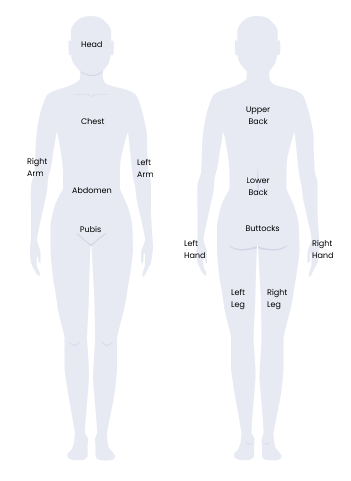 Head
Chest
Right
Arm
Left
Arm
Abdomen
Pubis
Upper
Back
Lower
Back
Buttocks
Left
Hand
Right
Hand
Left
Leg
Right
Leg